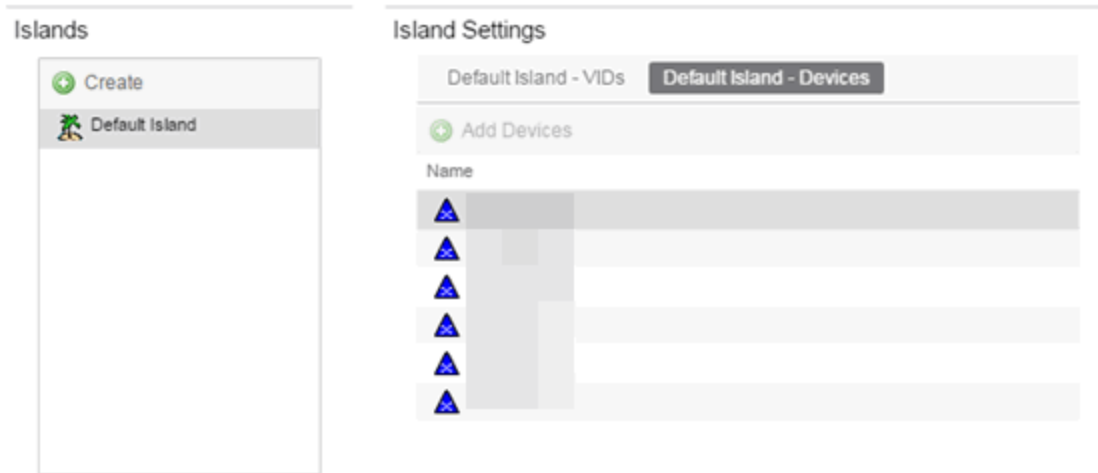 Islands
Create
Default Island
Island Settings
Default Island - VIDs
Default Island - Devices
Add Devices
Name